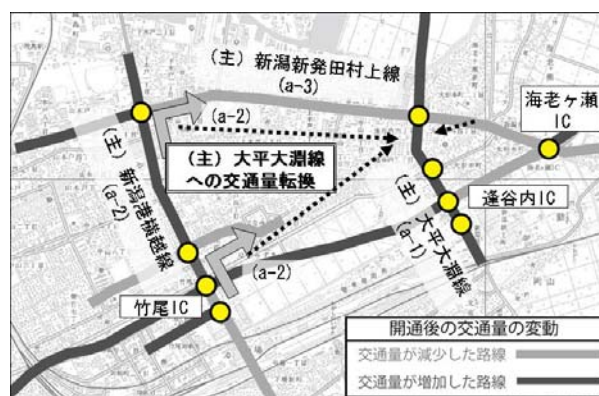 （主）新潟新発田村上線
(a-3)
海老ヶ瀬
IC
(a-2)
（主）大平大淵線
への交通量転換
（主）新潟港横越線
(a-2)
逢谷内IC
（主）大平大淵線
(a-1)
(a-2)
竹尾IC
開通後の交通量の変動
交通量が減少した路線
交通量が増加した路線